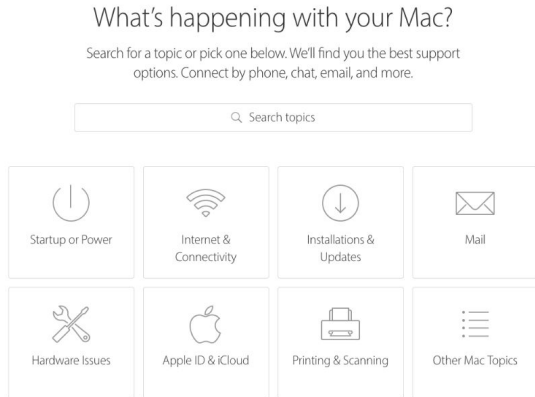 What's happening with your Mac?
Search for a topic or pick one below. We'll find you the best support
options. Connect by phone, chat, email, and more.
Search topics
Startup or Power
Internet &
Connectivity
Installations &
Updates
Mail
Hardware Issues
Apple ID & iCloud
Printing & Scanning
Other Mac Topics